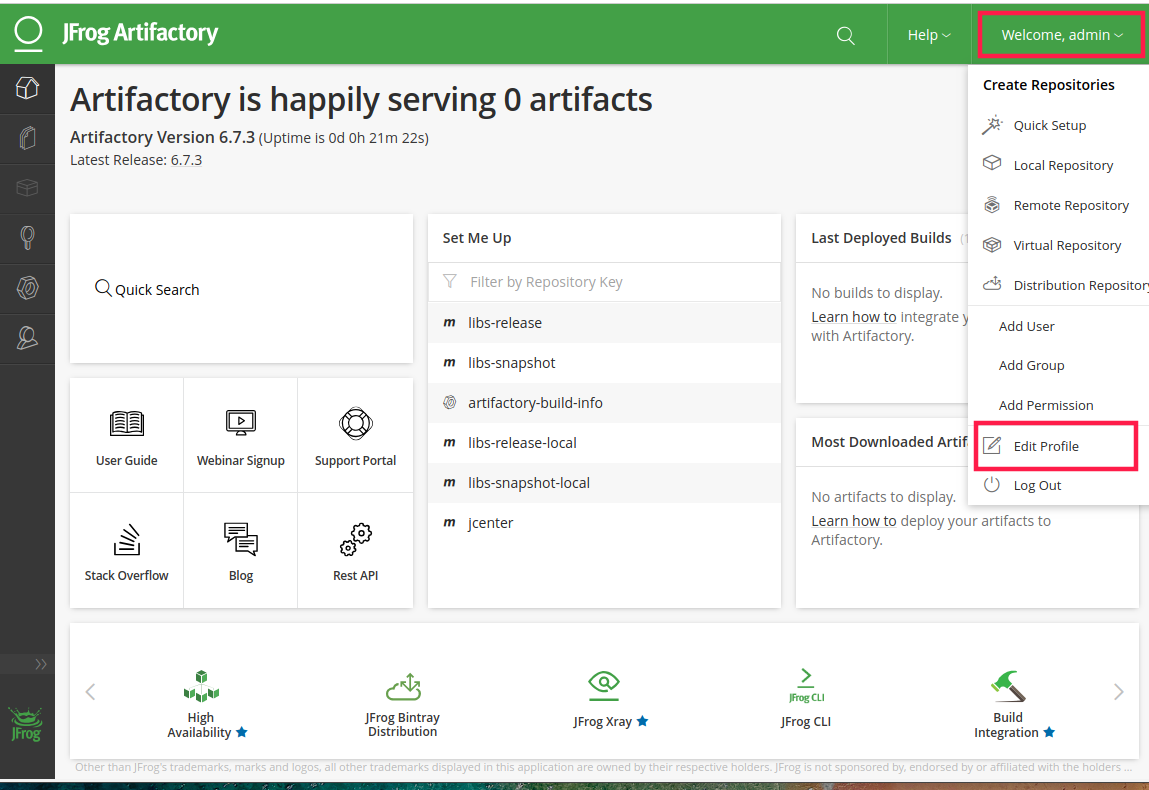 JFrog Artifactory
Help
Welcome, admin
Artifactory is happily serving 0 artifacts
Artifactory Version 6.7.3 (Uptime is 0d 0h 21m 22s)
Latest Release: 6.7.3
Create Repositories
Quick Setup
Local Repository
Remote Repository
Virtual Repository
Distribution Repository
Add User
Add Group
Add Permission
Edit Profile
Log Out
Quick Search
Set Me Up
Filter by Repository Key
m libs-release
m libs-snapshot
artifactory-build-info
m libs-release-local
m libs-snapshot-local
m jcenter
Last Deployed Builds
No builds to display.
Learn how to integrate
with Artifactory.
Most Downloaded
No artifacts to display.
Learn how to deploy your artifacts to
Artifactory.
User Guide
Webinar Signup
Support Portal
Stack Overflow
Blog
Rest API
High
Availability
JFrog Bintray
Distribution
JFrog Xray
JFrog CLI
JFrog CLI
Build
Integration
JFrog
Other than JFrog's trademarks, marks and logos, all other trademarks displayed in this application are owned by their respective holders. JFrog is not sponsored by, endorsed by or affiliated with the holders ...